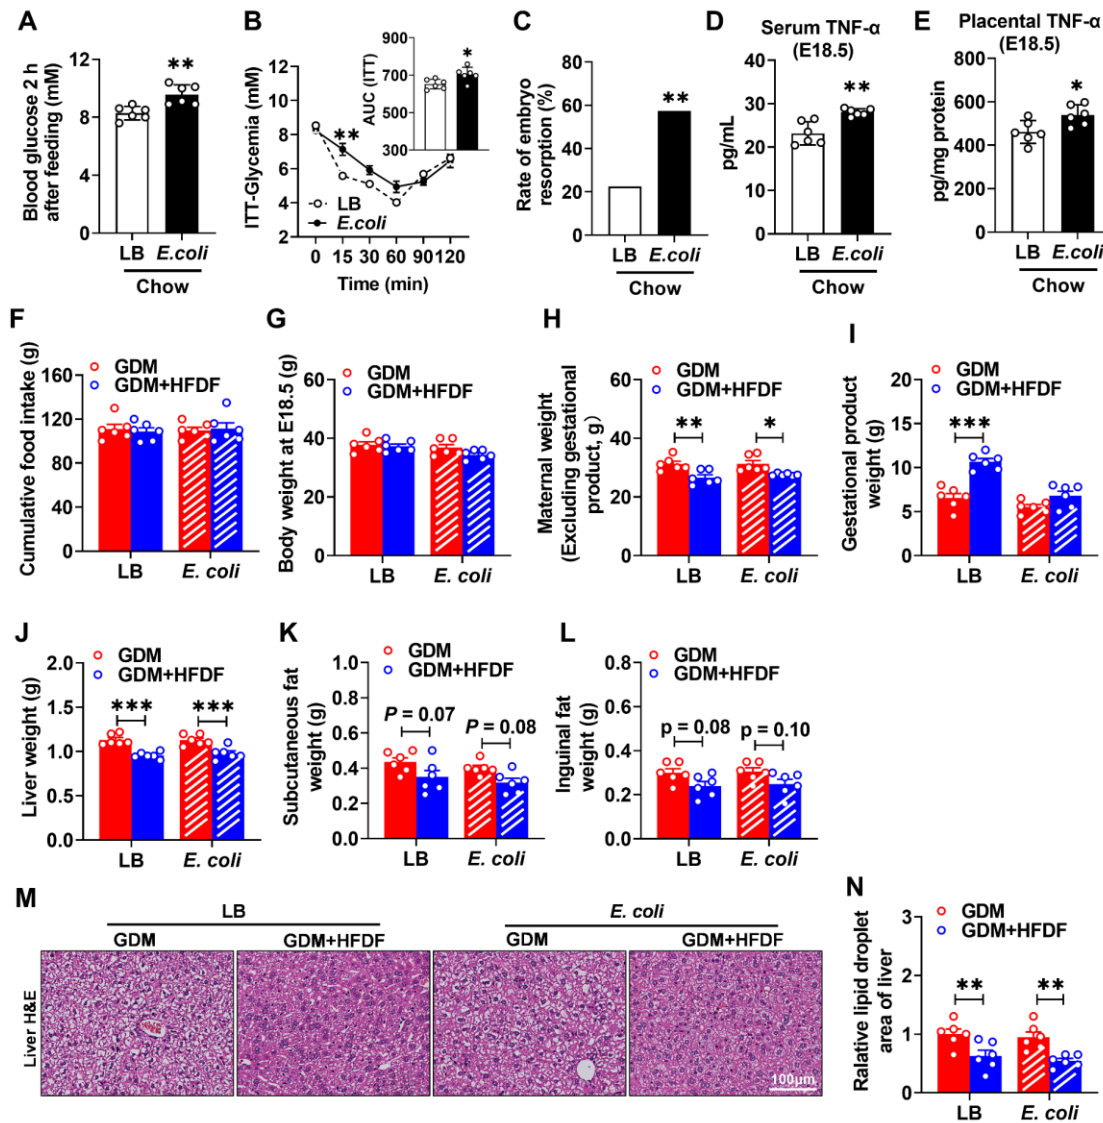 A
Blood glucose 2 h
after feeding (mM)
12
8
4
0
**
LB
E.coli
Chow
B
ITT-Glycemia (mM)
10
8
6
4
2
**
AUC (ITT)
900
700
500
300
*
LB
E.coli
0 15 30 60 90 120
Time (min)
C
Rate of embryo
resorption (%)
80
60
40
20
0
**
LB
E.coli
Chow
D
Serum TNF-α
(E18.5)
pg/mL
40
30
20
10
0
**
LB
E.coli
Chow
E
Placental TNF-α
(E18.5)
pg/mg protein
800
600
400
200
0
*
LB
E.coli
Chow
F
Cumulative food intake (g)
160
120
80
40
0
GDM
GDM+HFDF
LB
E. coli
G
Body weight at E18.5 (g)
60
40
20
0
GDM
GDM+HFDF
LB
E. coli
H
Maternal weight
(Excluding gestational
product, g)
60
40
20
0
GDM
GDM+HFDF
**
*
LB
E. coli
I
Gestational product
weight (g)
20
15
10
5
0
GDM
GDM+HFDF
***
LB
E. coli
J
Liver weight (g)
2.0
1.5
1.0
0.5
0.0
GDM
GDM+HFDF
***
***
LB
E. coli
K
Subcutaneous fat
weight (g)
1.0
0.8
0.6
0.4
0.2
0.0
GDM
GDM+HFDF
P = 0.07
P = 0.08
LB
E. coli
L
Inguinal fat
weight (g)
0.8
0.6
0.4
0.2
0.0
GDM
GDM+HFDF
p = 0.08
p = 0.10
LB
E. coli
M
LB
E. coli
GDM
GDM+HFDF
GDM
GDM+HFDF
Liver H&E
100μm
N
Ralative lipid droplet
area of liver
3
2
1
0
GDM
GDM+HFDF
**
**
LB
E. coli